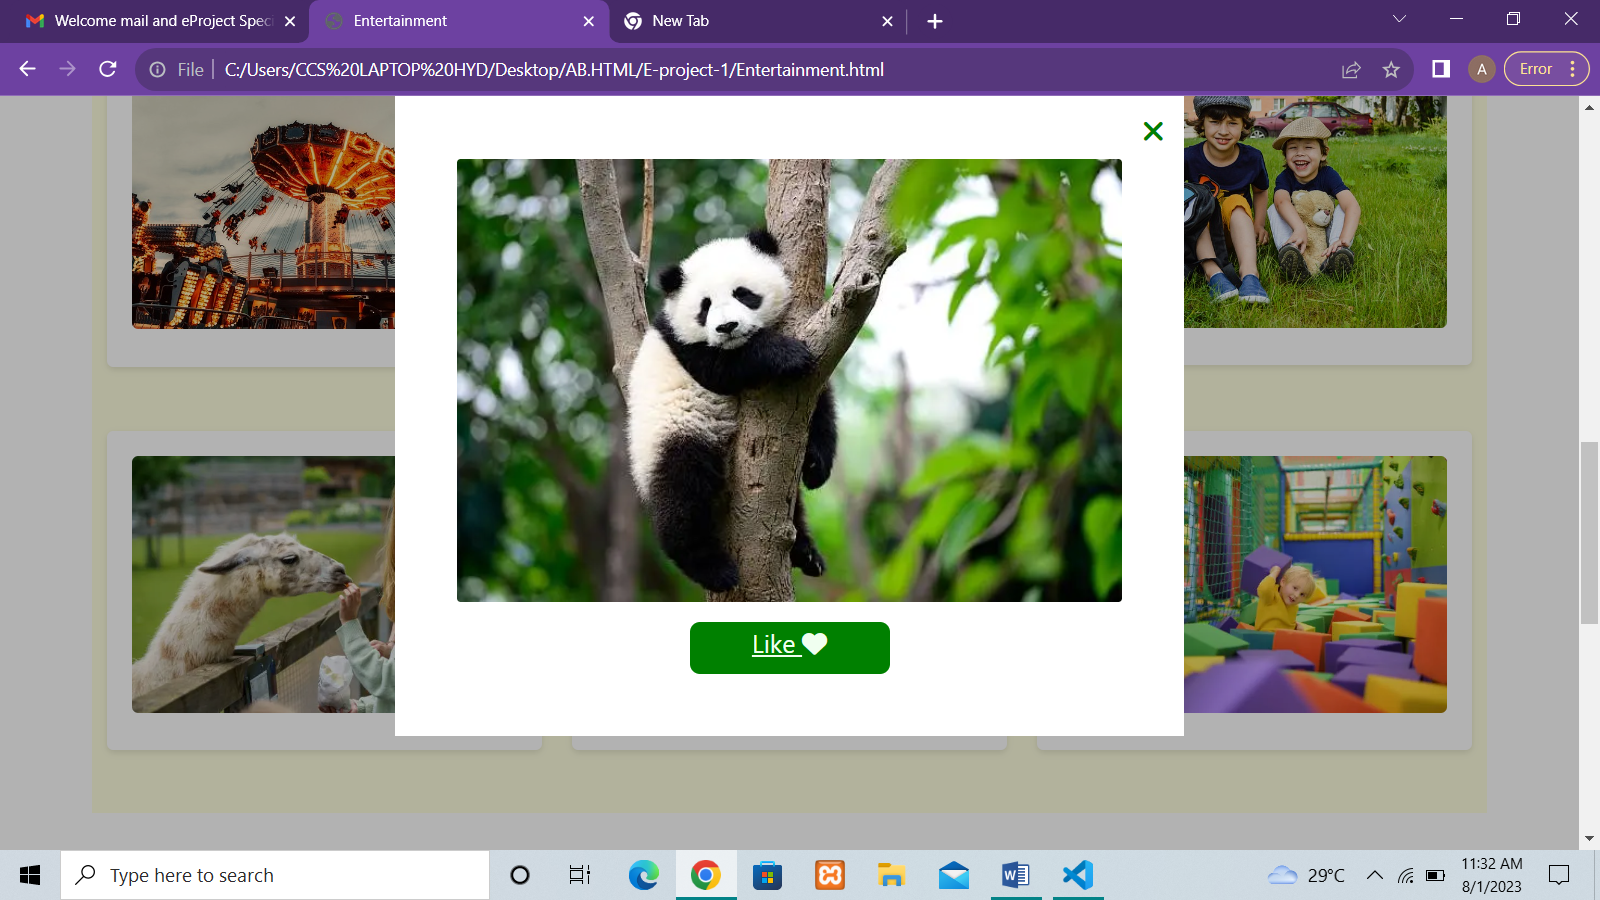 Welcome mail and eProject Speci
Entertainment
New Tab
File
C:/Users/CCS%20LAPTOP%20HYD/Desktop/AB.HTML/E-project-1/Entertainment.html
A
Error
Like
Type here to search
W
29°C
11:32 AM
8/1/2023